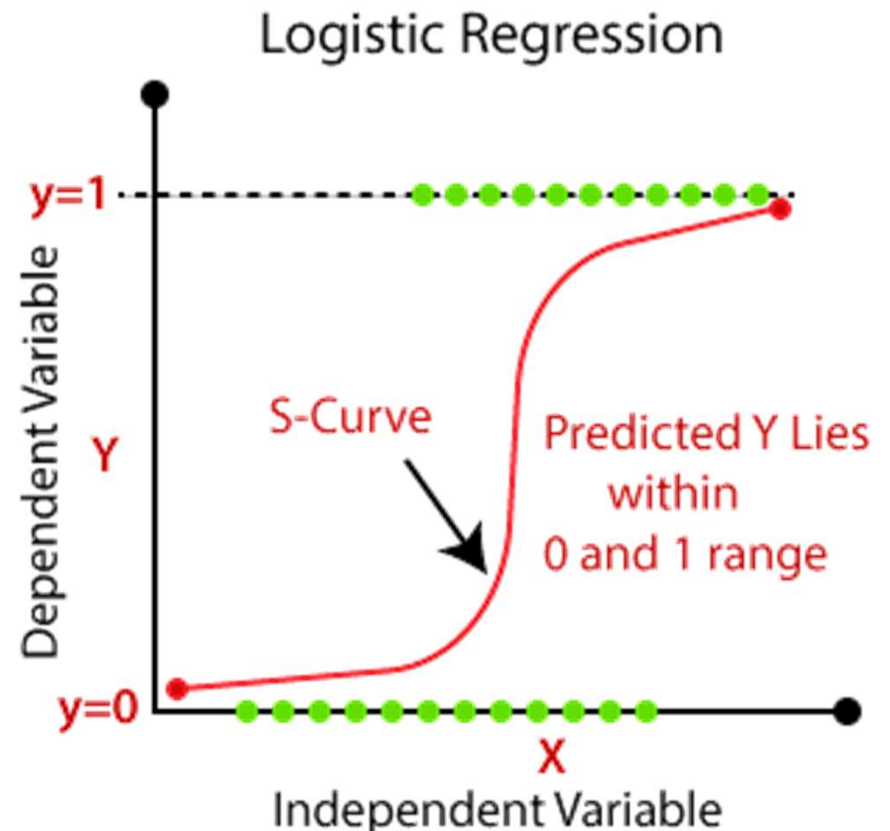 Logistic Regression
y=1
Dependent Variable
Y
S-Curve
Predicted Y Lies
within
0 and 1 range
y=0
X
Independent Variable